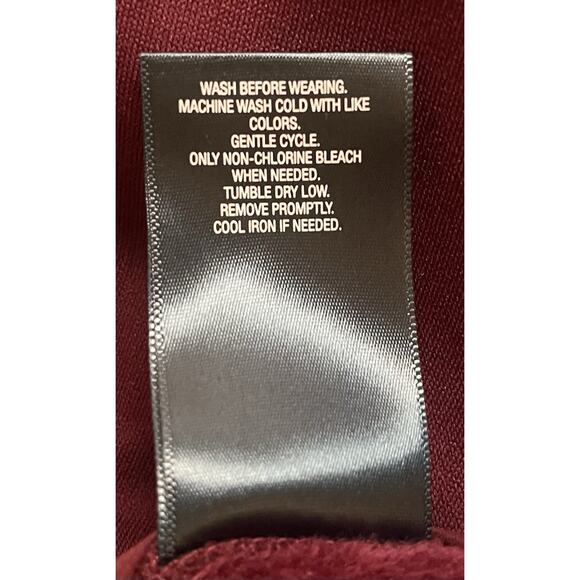 WASH BEFORE WEARING.
MACHINE WASH COLD WITH LIKE
COLORS.
GENTLE CYCLE.
ONLY NON-CHLORINE BLEACH
WHEN NEEDED.
TUMBLE DRY LOW.
REMOVE PROMPTLY.
COOL IRON IF NEEDED.